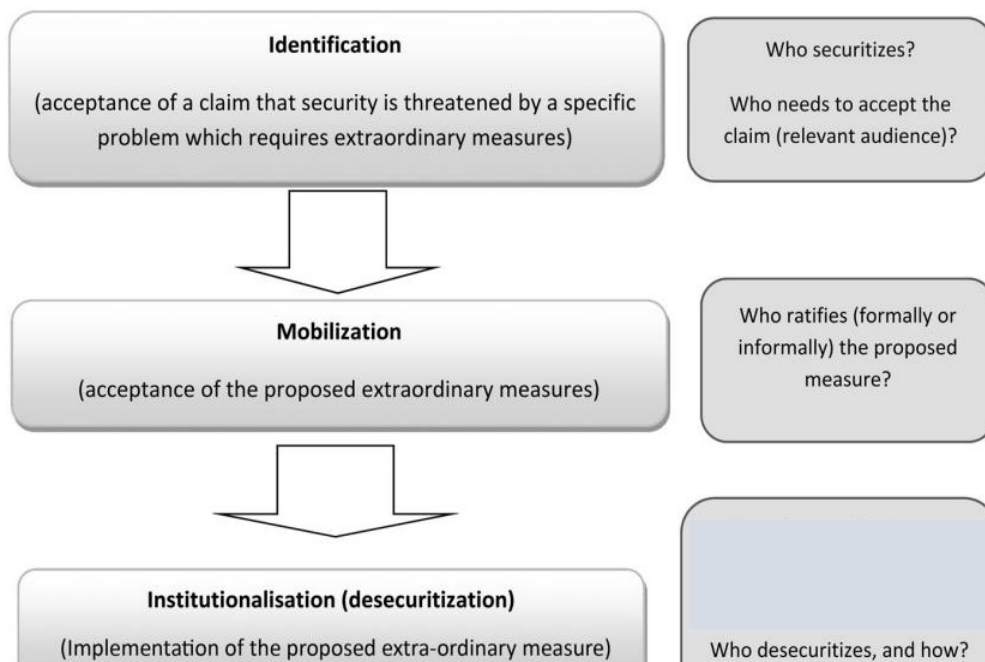 Identification
(acceptance of a claim that security is threatened by a specific
problem which requires extraordinary measures)
Who securitizes?
Who needs to accept the
claim (relevant audience)?
Mobilization
(acceptance of the proposed extraordinary measures)
Who ratifies (formally or
informally) the proposed
measure?
Institutionalisation (desecuritization)
(Implementation of the proposed extra-ordinary measure)
Who desecuritizes, and how?